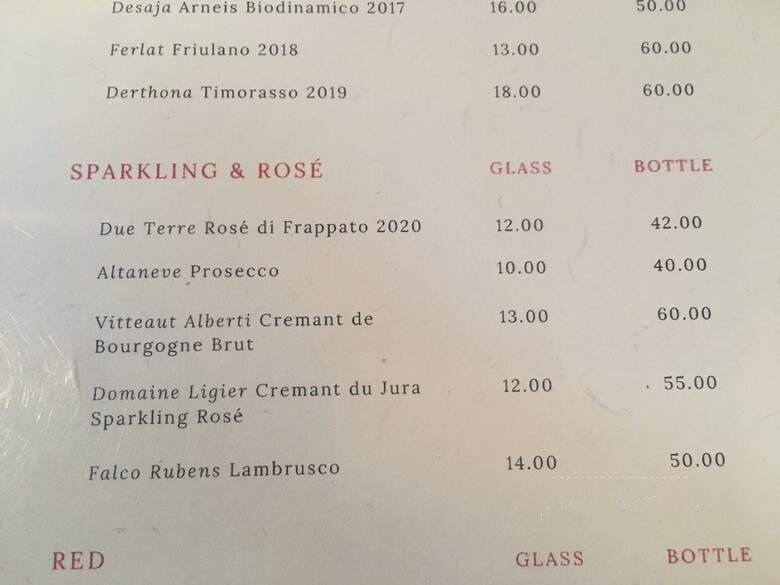 Desaja Arneis Biodinamico 2017 16.00 50.00
Ferlat Friulano 2018 13.00 60.00
Derthona Timorasso 2019 18.00 60.00
SPARKLING & ROSÉ GLASS BOTTLE
Due Terre Rosé di Frappato 2020 12.00 42.00
Altaneve Prosecco 10.00 40.00
Vitteaut Alberti Cremant de 13.00 60.00
Bourgogne Brut
Domaine Ligier Cremant du Jura 12.00 55.00
Sparkling Rosé
Falco Rubens Lambrusco 14.00 50.00
RED GLASS BOTTLE